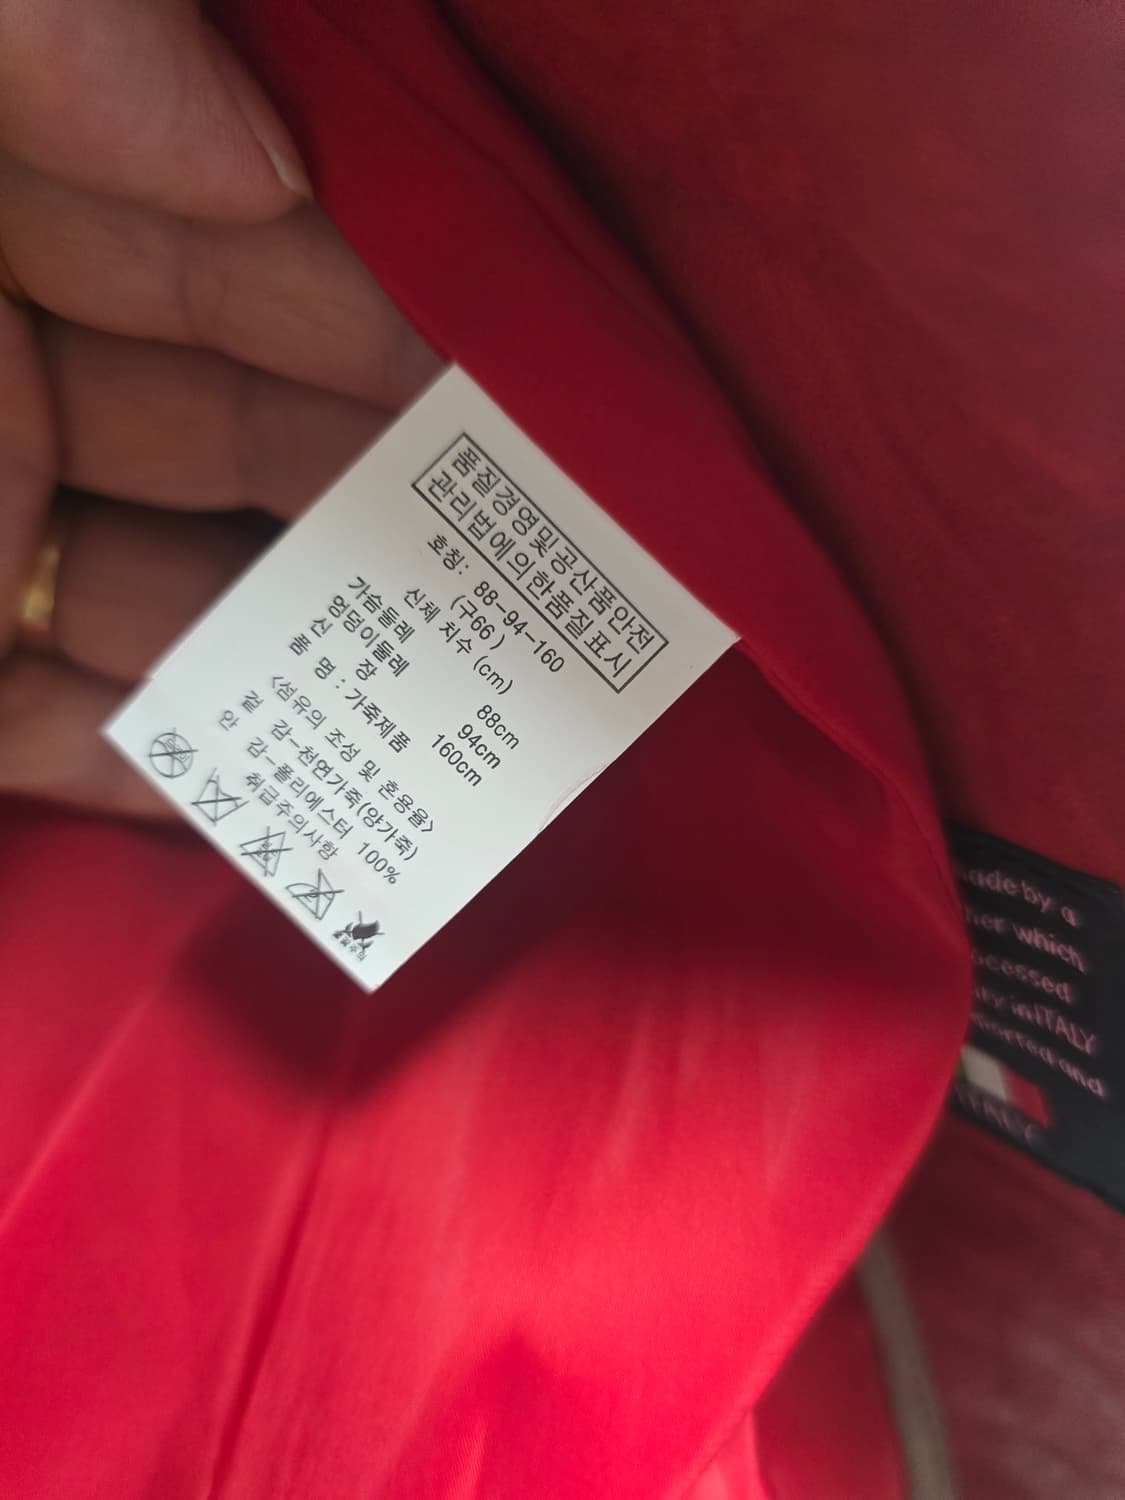 품질경영및공산품안전
관리법에의한품질표시
호칭: 88-94-160
(구66 )
신체 치수 (cm)
가슴둘레 88cm
엉덩이둘레 94cm
신 장 160cm
품 명 : 가죽제품
<섬유의 조성 및 혼용율>
겉 감-천연가죽(양가죽)
안 감-폴리에스터 100%
취급주의사항
made by a
which
ocessed
in ITALY
and
ITALY